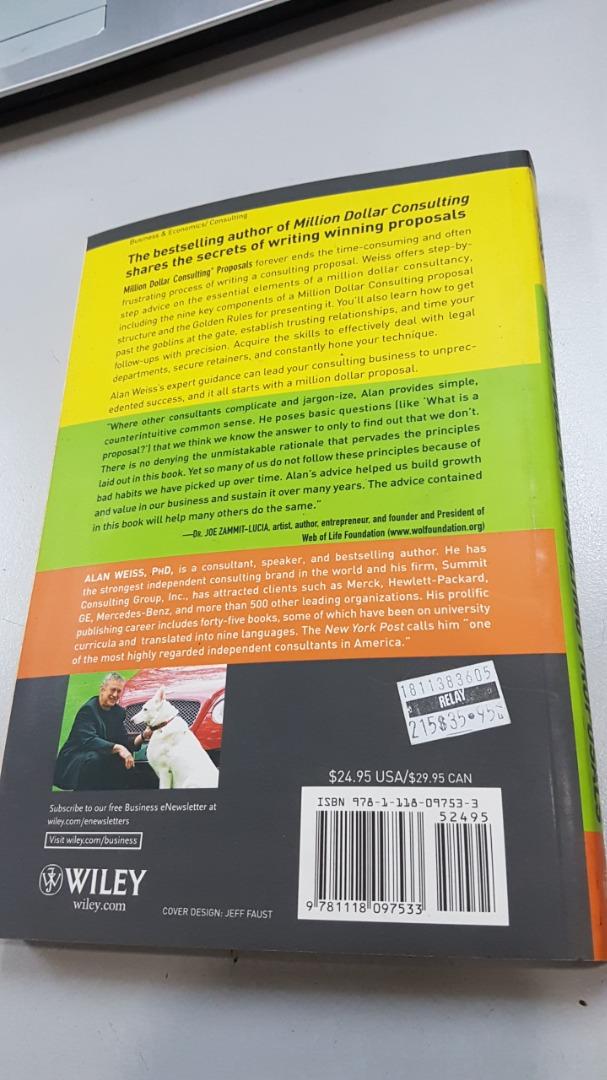 Business & Economics/Consulting
The bestselling author of Million Dollar Consulting
shares the secrets of writing winning proposals
Million Dollar Consulting® Proposals forever ends the time-consuming and often
frustrating process of writing a consulting proposal. Weiss offers step-by-
step advice on the essential elements of a million dollar consultancy,
including the nine key components of a Million Dollar Consulting proposal
structure and the Golden Rules for presenting it. You'll also learn how to get
past the goblins at the gate, establish trusting relationships, and time your
follow-ups with precision. Acquire the skills to effectively deal with legal
departments, secure retainers, and constantly hone your technique.
Alan Weiss's expert guidance can lead your consulting business to unprec-
edented success, and it all starts with a million dollar proposal.
"Where other consultants complicate and jargon-ize, Alan provides simple,
counterintuitive common sense. He poses basic questions [like 'What is a
proposal?'] that we think we know the answer to only to find out that we don't.
There is no denying the unmistakable rationale that pervades the principles
laid out in this book. Yet so many of us do not follow these principles because of
bad habits we have picked up over time. Alan's advice helped us build growth
and value in our business and sustain it over many years. The advice contained
in this book will help many others do the same."
—Dr. JOE ZAMMIT-LUCIA, artist, author, entrepreneur, and founder and President of
Web of Life Foundation (www.wolfoundation.org)
ALAN WEISS, PHD, is a consultant, speaker, and bestselling author. He has
the strongest independent consulting brand in the world and his firm, Summit
Consulting Group, Inc., has attracted clients such as Merck, Hewlett-Packard,
GE, Mercedes-Benz, and more than 500 other leading organizations. His prolific
publishing career includes forty-five books, some of which have been on university
curricula and translated into nine languages. The New York Post calls him "one
of the most highly regarded independent consultants in America."
1811383605
RELAY
215$35.95
$24.95 USA/$29.95 CAN
ISBN 978-1-118-09753-3
52495
9 781118 097533
Subscribe to our free Business eNewsletter at
wiley.com/enewsletters
Visit wiley.com/business
WILEY
wiley.com
COVER DESIGN: JEFF FAUST